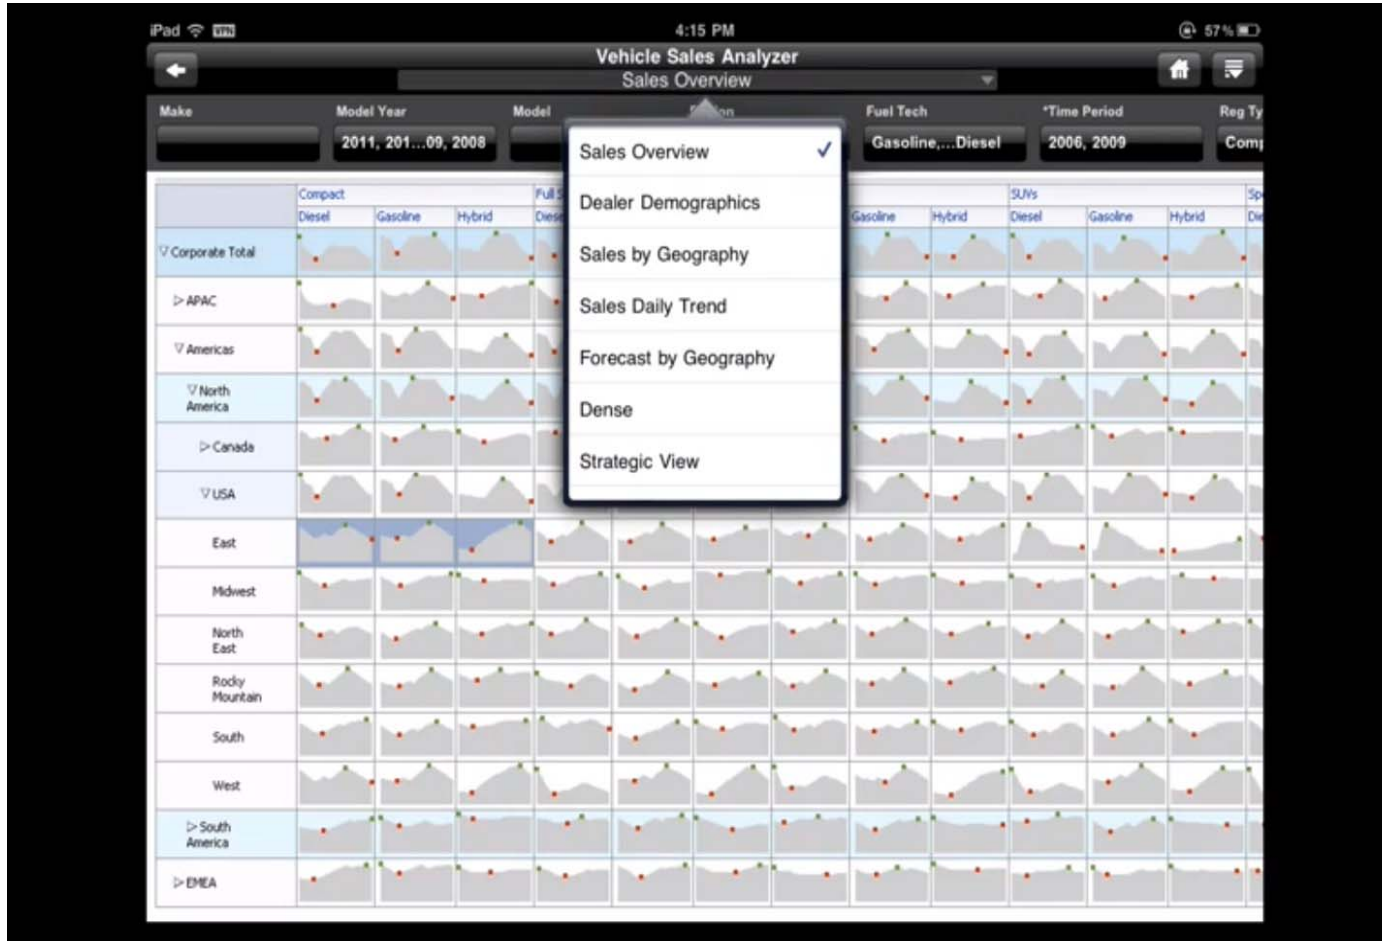 iPad VPN 4:15 PM 57%
Vehicle Sales Analyzer
Sales Overview
Make Model Year Model Fuel Tech *Time Period Reg Ty
2011, 201...09, 2008 Gasoline,...Diesel 2006, 2009 Com
Sales Overview
Dealer Demographics
Sales by Geography
Sales Daily Trend
Forecast by Geography
Dense
Strategic View
Compact Full S SUVs Sp
Diesel Gasoline Hybrid Diese Gasoline Hybrid Diesel Gasoline Hybrid Die
Corporate Total
APAC
Americas
North
America
Canada
USA
East
Midwest
North
East
Rocky
Mountain
South
West
South
America
EMEA